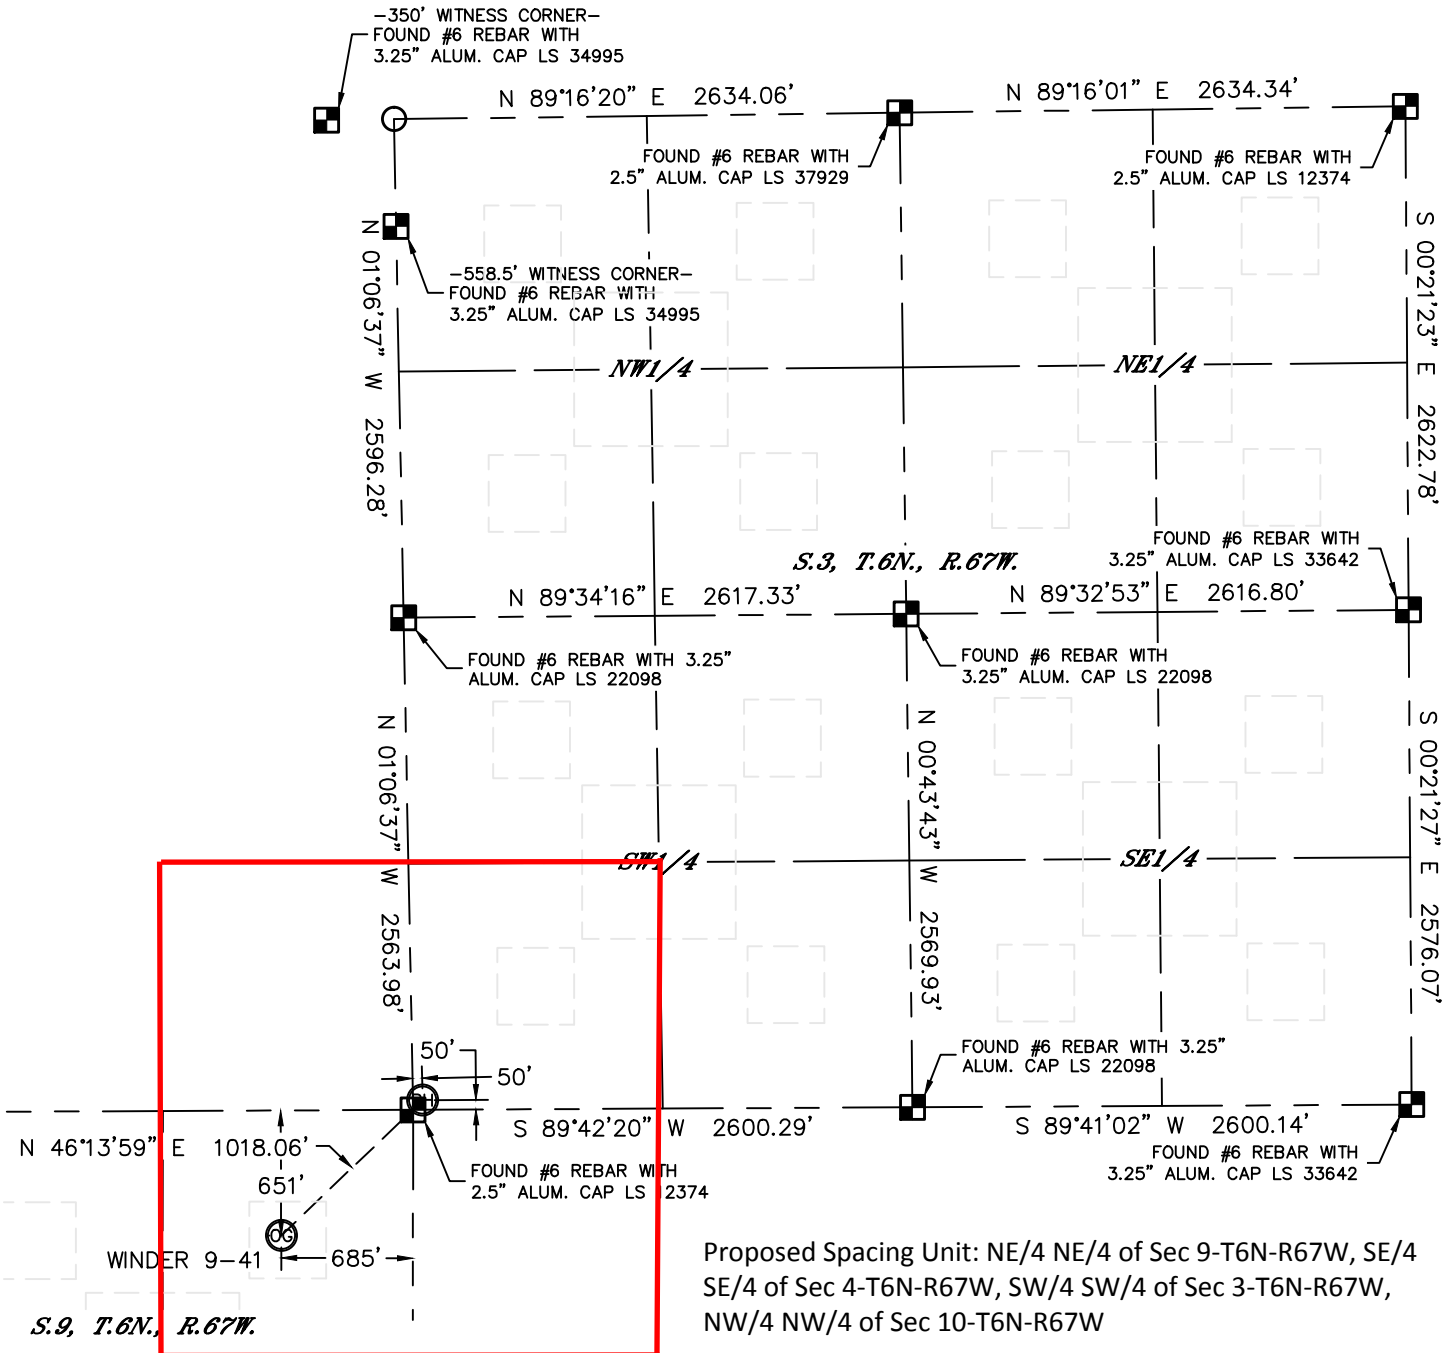 -350' WITNESS CORNER-
FOUND #6 REBAR WITH
3.25" ALUM. CAP LS 34995
N 89°16'20" E 2634.06'
N 89°16'01" E 2634.34'
FOUND #6 REBAR WITH
2.5" ALUM. CAP LS 37929
FOUND #6 REBAR WITH
2.5" ALUM. CAP LS 12374
N 01°06'37" W 2596.28'
-558.5' WITNESS CORNER-
FOUND #6 REBAR WITH
3.25" ALUM. CAP LS 34995
S 00°21'23" E 2622.78'
NW1/4
NE1/4
S.3, T.6N., R.67W.
FOUND #6 REBAR WITH
3.25" ALUM. CAP LS 33642
N 89°34'16" E 2617.33'
N 89°32'53" E 2616.80'
FOUND #6 REBAR WITH 3.25"
ALUM. CAP LS 22098
FOUND #6 REBAR WITH
3.25" ALUM. CAP LS 22098
N 01°06'37" W 2563.98'
N 00°43'43" W 2569.93'
S 00°21'27" E 2576.07'
SW1/4
SE1/4
50'
50'
FOUND #6 REBAR WITH 3.25"
ALUM. CAP LS 22098
BH
S 89°42'20" W 2600.29'
S 89°41'02" W 2600.14'
N 46°13'59" E 1018.06'
FOUND #6 REBAR WITH
2.5" ALUM. CAP LS 12374
FOUND #6 REBAR WITH
3.25" ALUM. CAP LS 33642
651'
OG
WINDER 9-41
685'
S.9, T.6N., R.67W.
Proposed Spacing Unit: NE/4 NE/4 of Sec 9-T6N-R67W, SE/4
SE/4 of Sec 4-T6N-R67W, SW/4 SW/4 of Sec 3-T6N-R67W,
NW/4 NW/4 of Sec 10-T6N-R67W